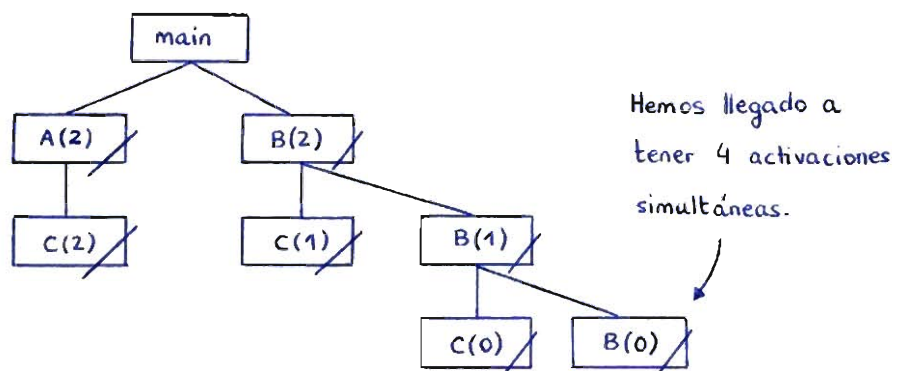 main
A(2)
B(2)
C(2)
C(1)
B(1)
C(0)
B(0)
Hemos llegado a
tener 4 activaciones
simultáneas.